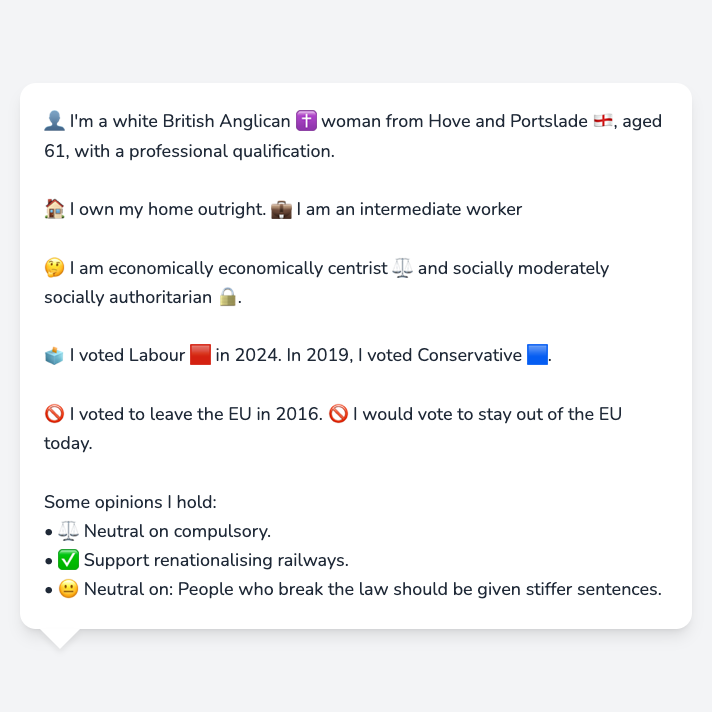 👤 I'm a white British Anglican ✝️ woman from Hove and Portslade 🏴󠁧󠁢󠁥󠁮󠁧󠁿, aged
61, with a professional qualification.
🏠 I own my home outright. 💼 I am an intermediate worker
🤔 I am economically economically centrist ⚖️ and socially moderately
socially authoritarian 🔒.
🗳️ I voted Labour 🟥 in 2024. In 2019, I voted Conservative 🟦.
🚫 I voted to leave the EU in 2016. 🚫 I would vote to stay out of the EU
today.
Some opinions I hold:
• ⚖️ Neutral on compulsory.
• ✅ Support renationalising railways.
• 😐 Neutral on: People who break the law should be given stiffer sentences.